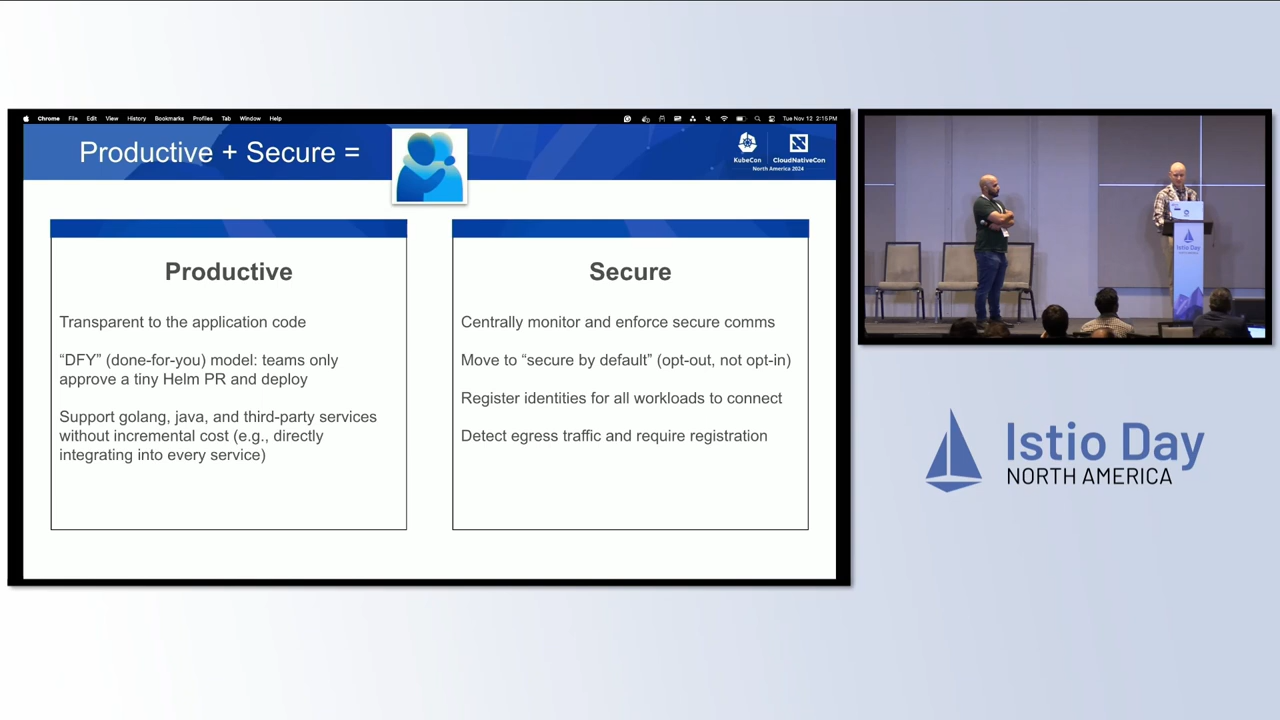 Chrome File Edit View History Bookmarks Profiles Tab Window Help
Tue Nov 12 2:15 PM
Productive + Secure =
KubeCon CloudNativeCon
North America 2024
Productive
Transparent to the application code
“DFY” (done-for-you) model: teams only
approve a tiny Helm PR and deploy
Support golang, java, and third-party services
without incremental cost (e.g., directly
integrating into every service)
Secure
Centrally monitor and enforce secure comms
Move to “secure by default” (opt-out, not opt-in)
Register identities for all workloads to connect
Detect egress traffic and require registration
Istio Day
Istio Day
NORTH AMERICA